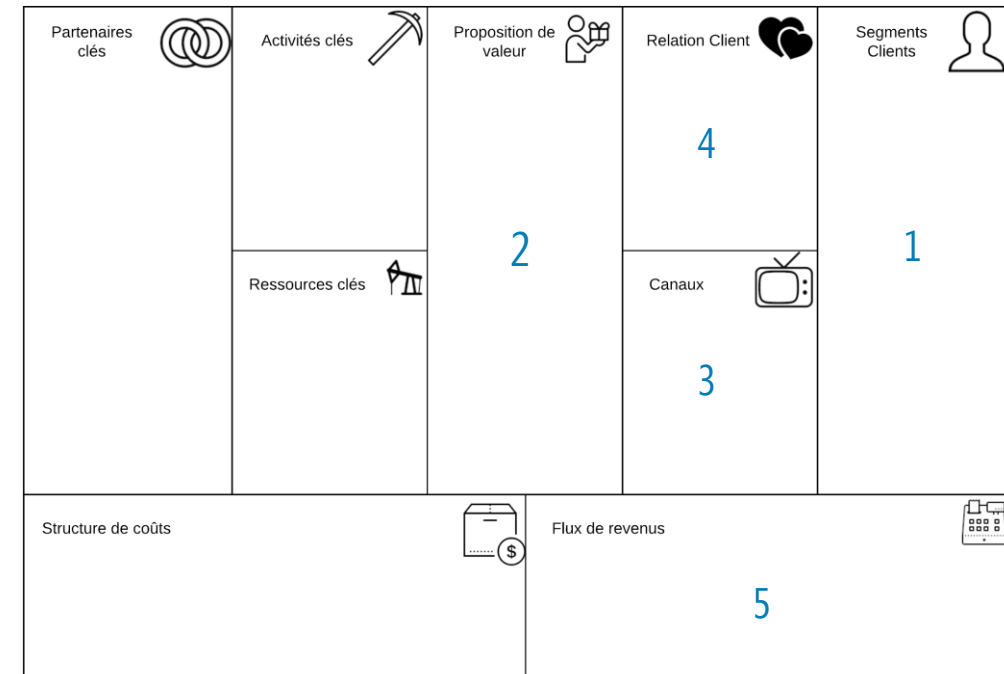 Partenaires
clés
Activités clés
Proposition de
valeur
Relation Client
Segments
Clients
4
2
1
Ressources clés
Canaux
3
Structure de coûts
$
Flux de revenus
5